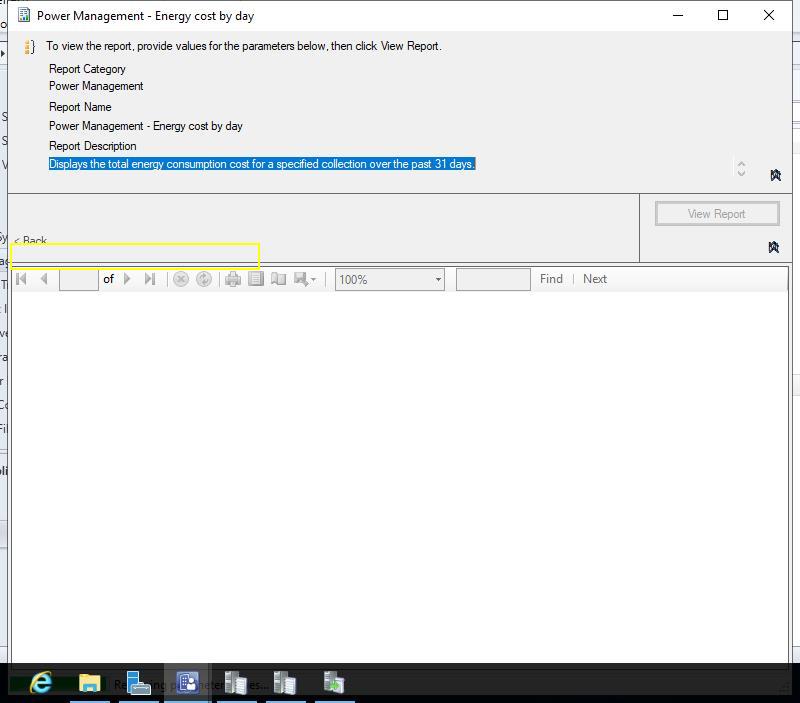 Power Management - Energy cost by day
To view the report, provide values for the parameters below, then click View Report.
Report Category
Power Management
Report Name
Power Management - Energy cost by day
Report Description
Displays the total energy consumption cost for a specified collection over the past 31 days.
View Report
< Back
of
100%
Find
Next